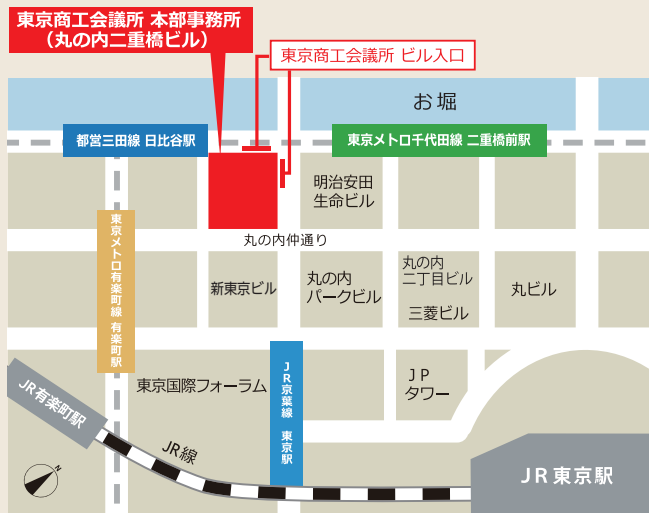 東京商工会議所 本部事務所
（丸の内二重橋ビル）
東京商工会議所 ビル入口
お堀
都営三田線 日比谷駅
東京メトロ千代田線 二重橋前駅
明治安田
生命ビル
東京メトロ有楽町線 有楽町駅
丸の内仲通り
新東京ビル
丸の内
パークビル
丸の内
二丁目ビル
三菱ビル
丸ビル
東京国際フォーラム
JR京葉線 東京駅
JP
タワー
JR有楽町駅
JR線
JR東京駅
N